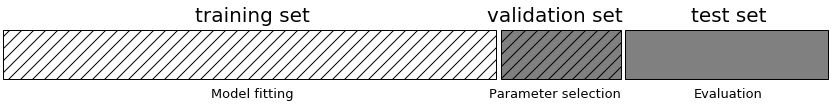 training set
validation set
test set
Model fitting
Parameter selection
Evaluation